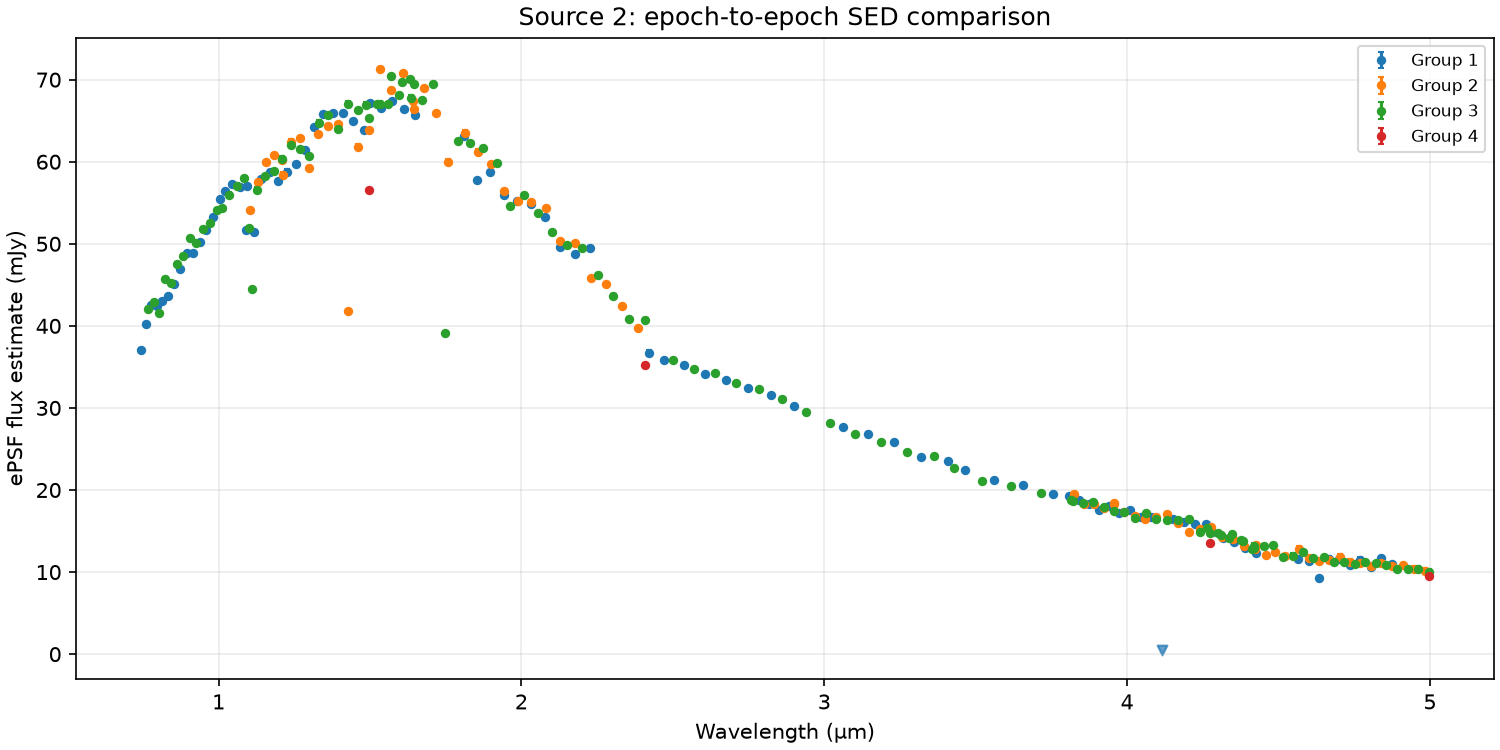 Source 2: epoch-to-epoch SED comparison
ePSF flux estimate (mJy)
70
60
50
40
30
20
10
0
Group 1
Group 2
Group 3
Group 4
1 2 3 4 5
Wavelength (μm)